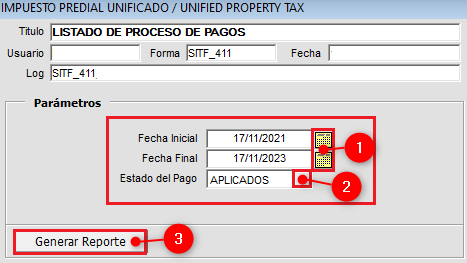 IMPUESTO PREDIAL UNIFICADO / UNIFIED PROPERTY TAX
Titulo LISTADO DE PROCESO DE PAGOS
Usuario Forma SITF_411 Fecha
Log SITF_411
Parámetros
Fecha Inicial 17/11/2021 1
Fecha Final 17/11/2023
Estado del Pago APLICADOS 2
Generar Reporte 3